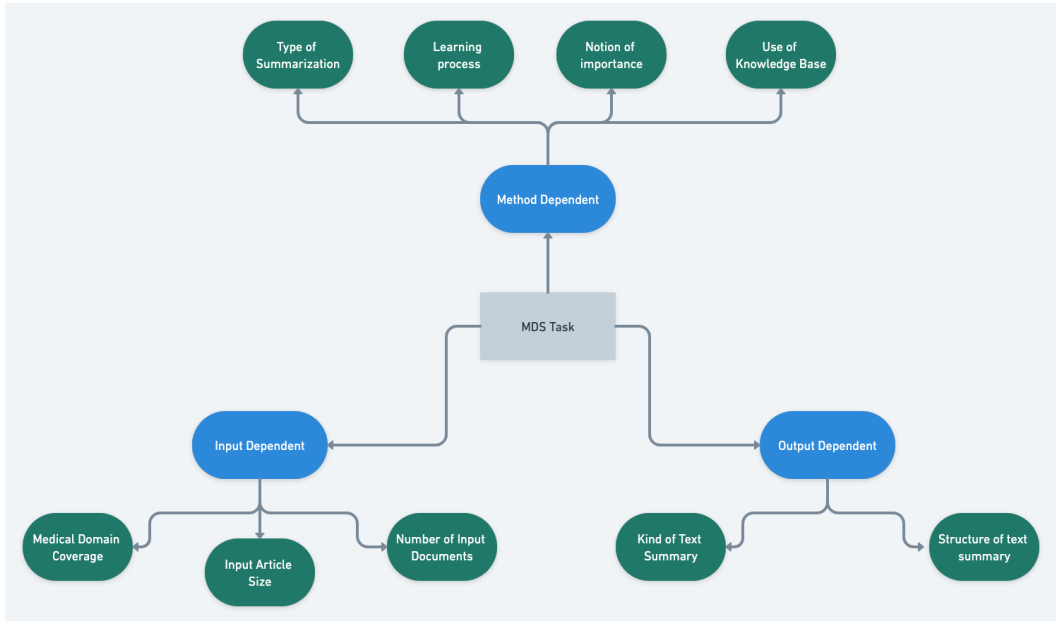 Type of
Summarization
Learning
process
Notion of
importance
Use of
Knowledge Base
Method Dependent
MDS Task
Input Dependent
Output Dependent
Medical Domain
Coverage
Input Article
Size
Number of Input
Documents
Kind of Text
Summary
Structure of text
summary